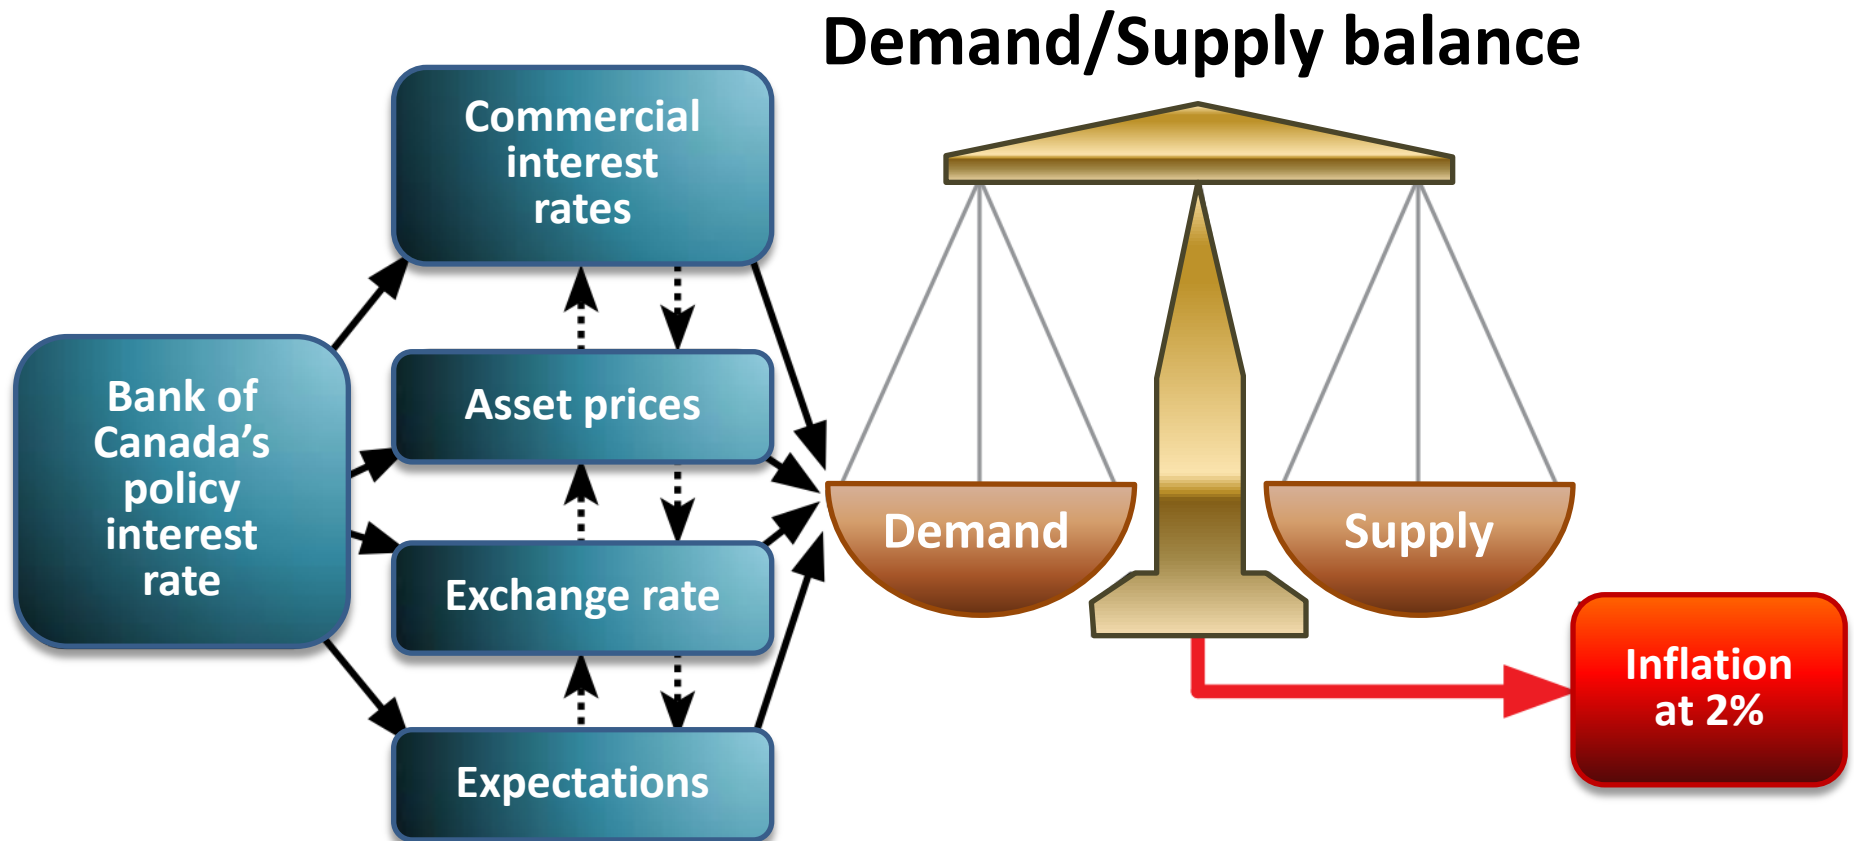 Demand/Supply balance
Commercial
interest
rates
Bank of
Canada’s
policy
interest
rate
Asset prices
Exchange rate
Expectations
Demand
Supply
Inflation
at 2%